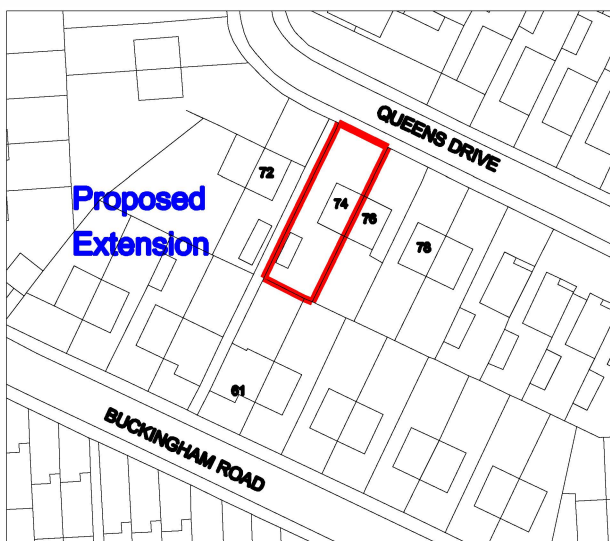 QUEENS DRIVE
72
Proposed
Extension
74
76
78
61
BUCKINGHAM ROAD